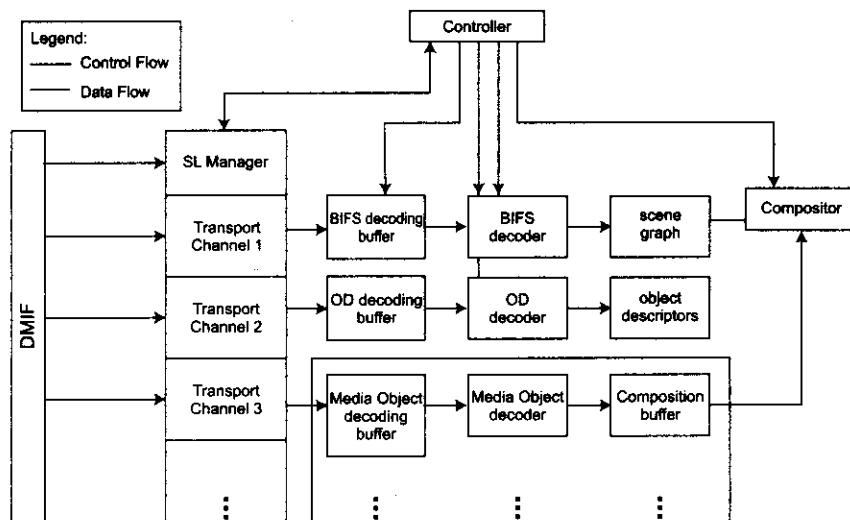 Controller
Legend:
Control Flow
Data Flow
DMIF
SL Manager
Transport
Channel 1
BIFS decoding
buffer
BIFS
decoder
scene
graph
Compositor
Transport
Channel 2
OD decoding
buffer
OD
decoder
object
descriptors
Transport
Channel 3
Media Object
decoding
buffer
Media Object
decoder
Composition
buffer